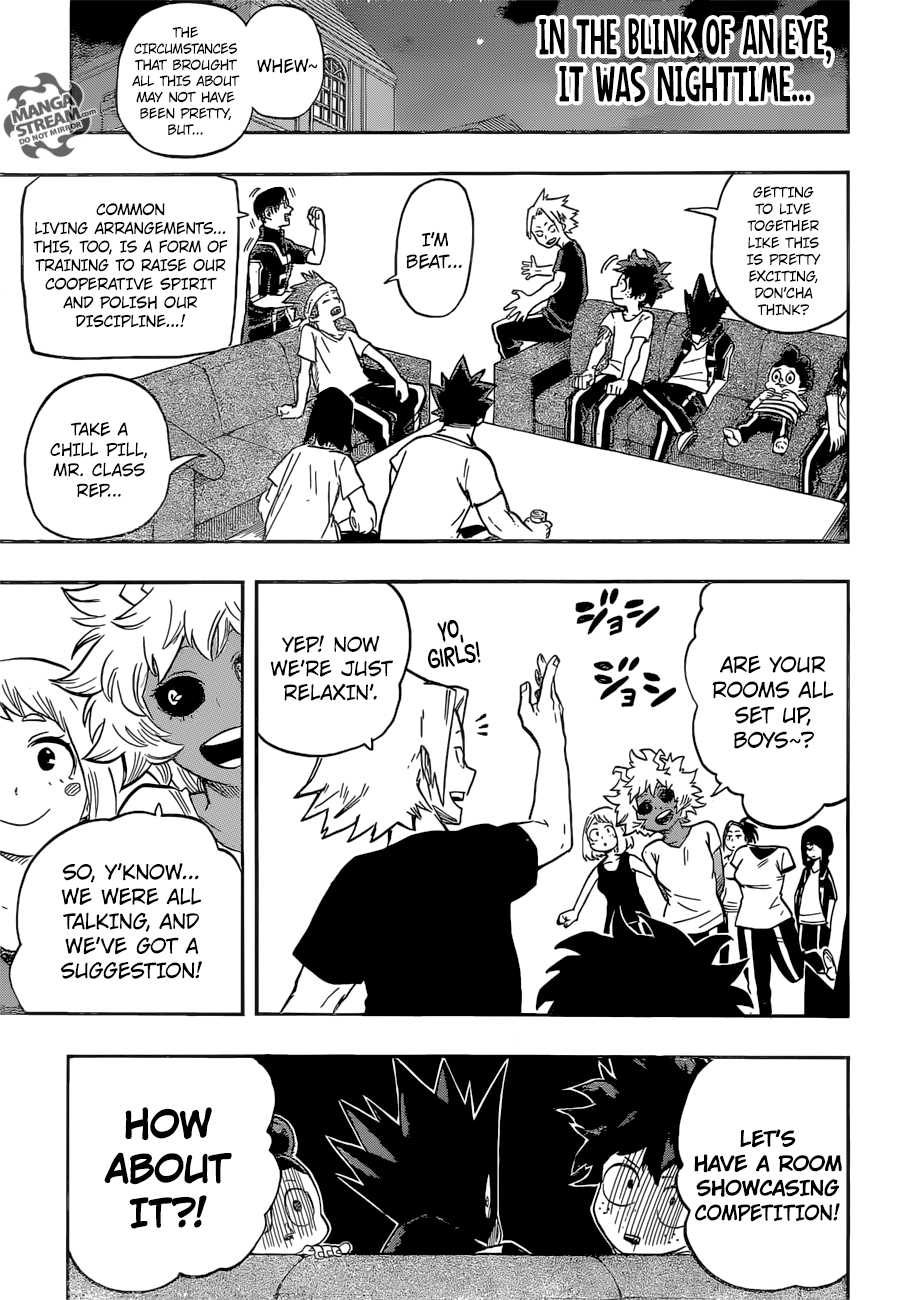 IN THE BLINK OF AN EYE,
IT WAS NIGHTTIME...
WHEW~
THE
CIRCUMSTANCES
THAT BROUGHT
ALL THIS ABOUT
MAY NOT HAVE
BEEN PRETTY,
BUT...
MANGA
STREAM.com
DO NOT MIRROR
GETTING
TO LIVE
TOGETHER
LIKE THIS
IS PRETTY
EXCITING,
DON'CHA
THINK?
I'M
BEAT...
COMMON
LIVING ARRANGEMENTS...
THIS, TOO, IS A FORM OF
TRAINING TO RAISE OUR
COOPERATIVE SPIRIT
AND POLISH OUR
DISCIPLINE...!
TAKE A
CHILL PILL,
MR. CLASS
REP...
ジョシ
ジョシ
ARE YOUR
ROOMS ALL
SET UP,
BOYS~?
YO,
GIRLS!
YEP! NOW
WE'RE JUST
RELAXIN'.
SO, Y'KNOW...
WE WERE ALL
TALKING, AND
WE'VE GOT A
SUGGESTION!
LET'S
HAVE A ROOM
SHOWCASING
COMPETITION!
HOW
ABOUT
IT?!